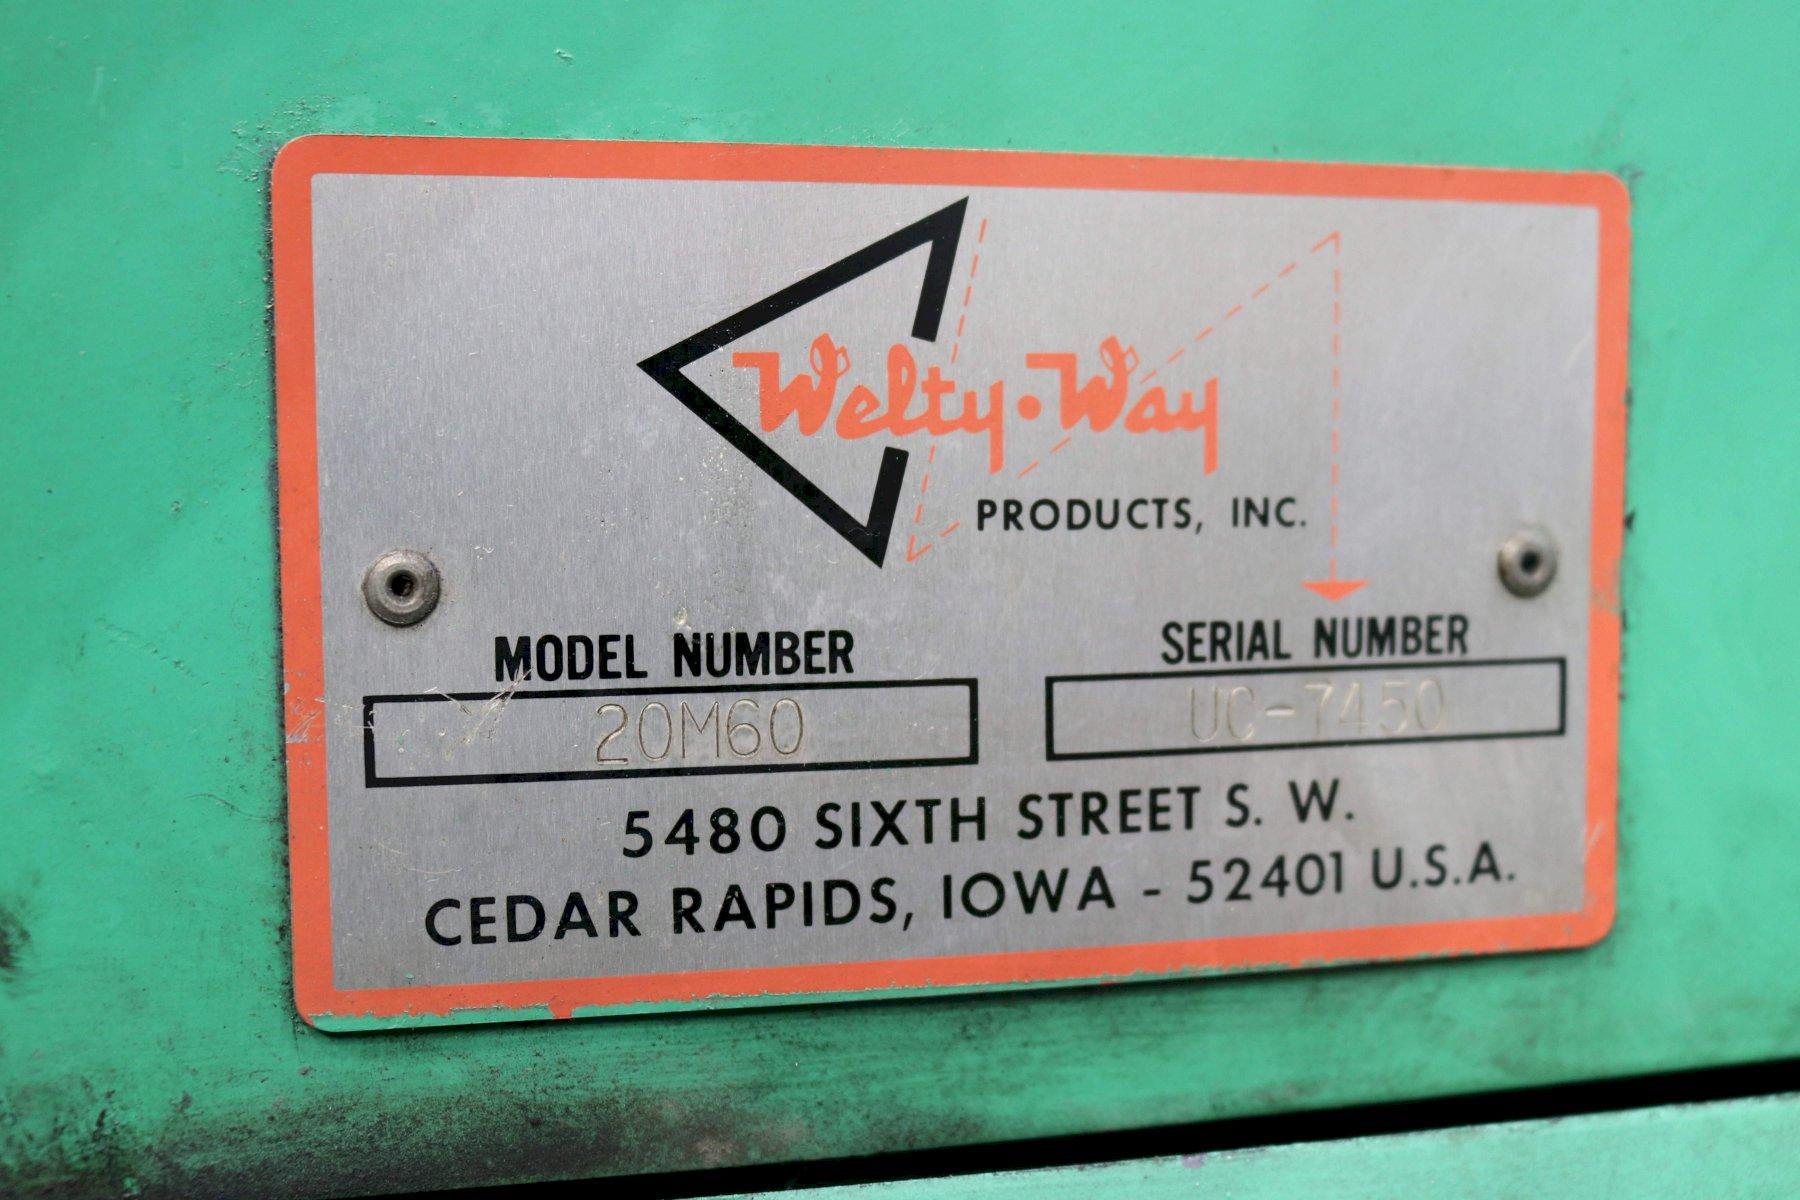 Welty·Way
PRODUCTS, INC.
MODEL NUMBER
20M60
SERIAL NUMBER
UC-7450
5480 SIXTH STREET S. W.
CEDAR RAPIDS, IOWA - 52401 U.S.A.